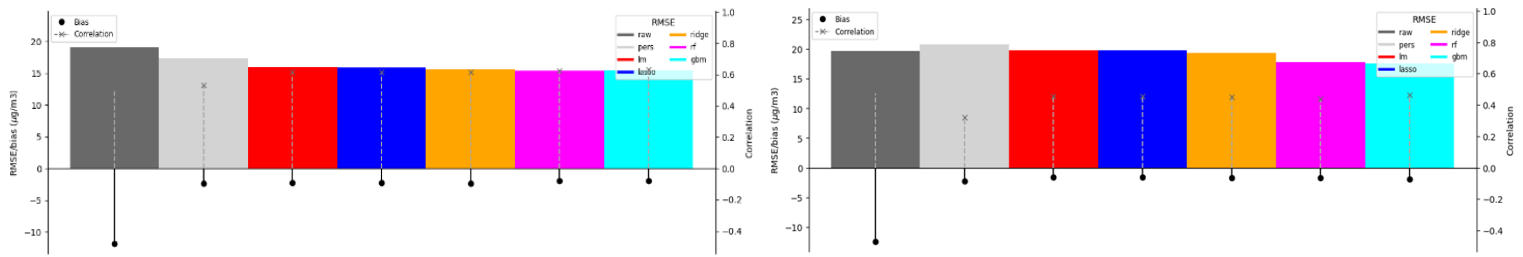 Bias
Correlation
RMSE
raw
pers
lm
lasso
ridge
rf
gbm
RMSE/bias (μg/m3)
20
15
10
5
0
−5
−10
Correlation
1.0
0.8
0.6
0.4
0.2
0.0
−0.2
−0.4
Bias
Correlation
RMSE
raw
pers
lm
lasso
ridge
rf
gbm
RMSE/bias (μg/m3)
25
20
15
10
5
0
−5
−10
Correlation
1.0
0.8
0.6
0.4
0.2
0.0
−0.2
−0.4